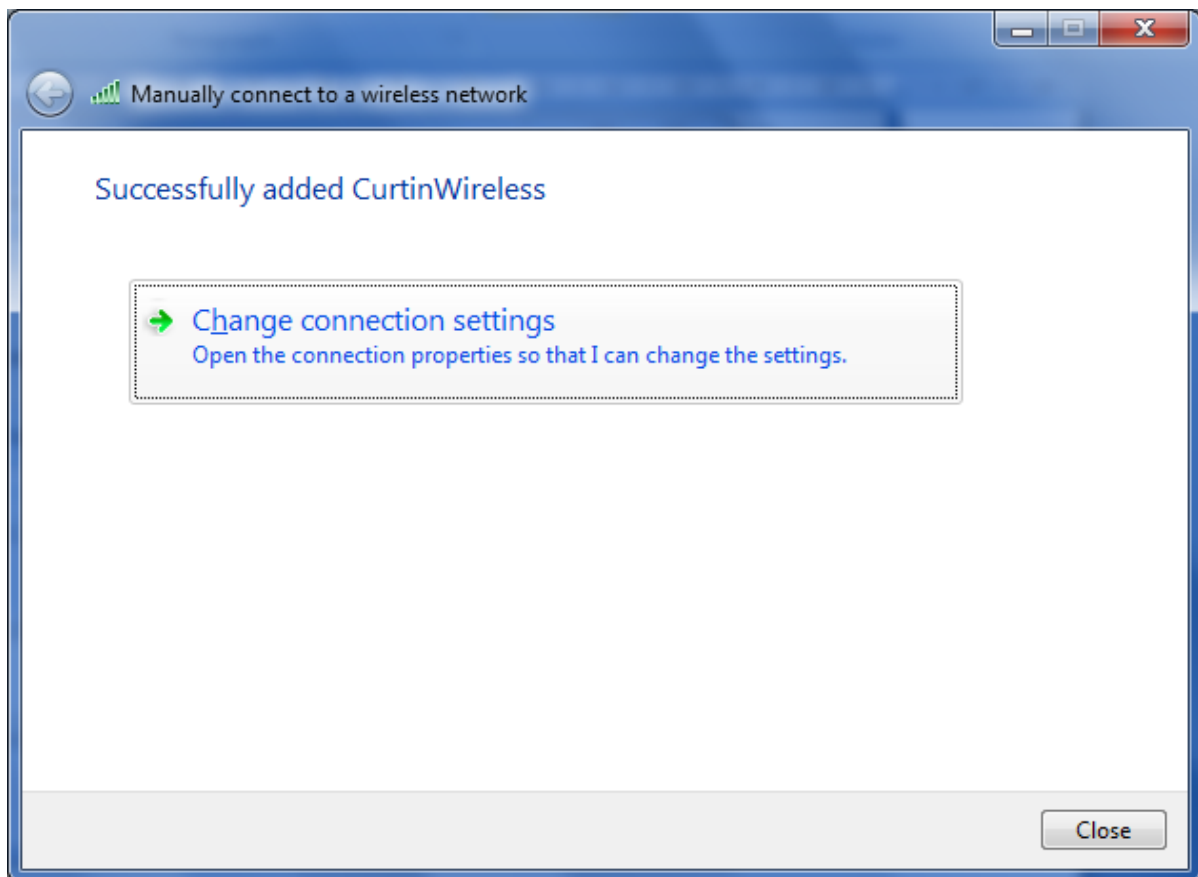 Manually connect to a wireless network
Successfully added CurtinWireless
Change connection settings
Open the connection properties so that I can change the settings.
Close